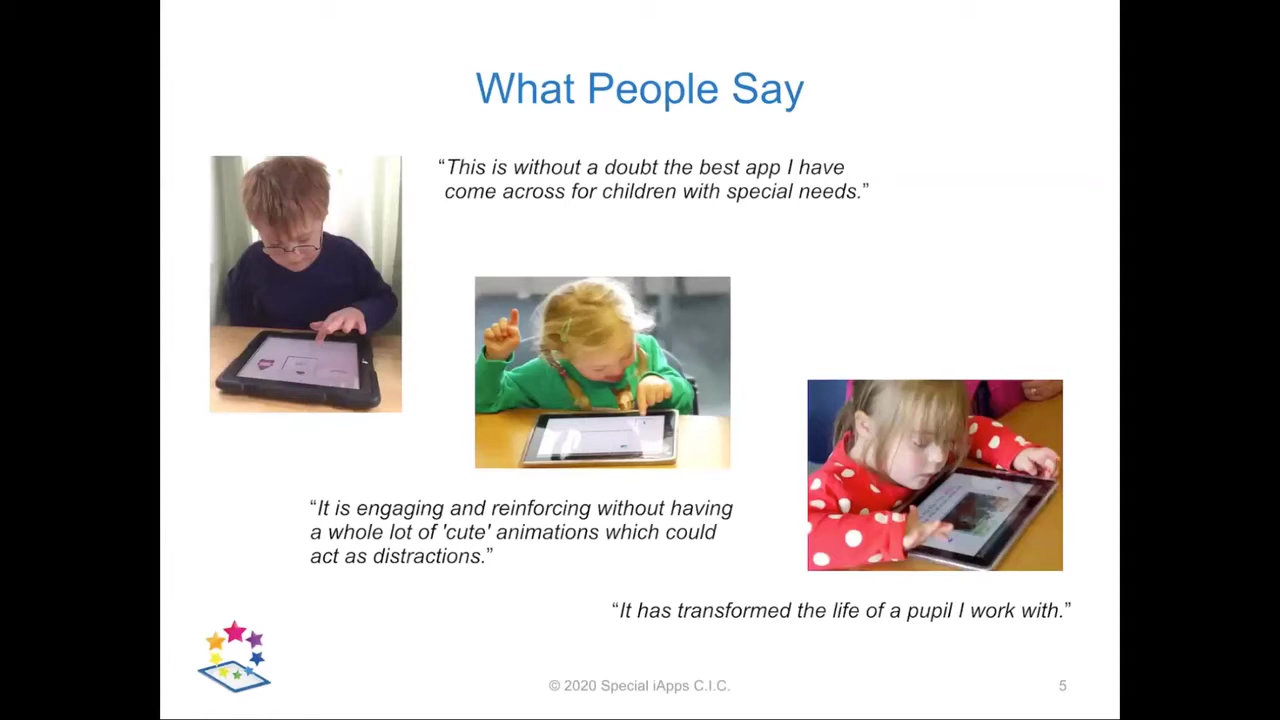 What People Say
“This is without a doubt the best app I have
come across for children with special needs.”
“It is engaging and reinforcing without having
a whole lot of 'cute' animations which could
act as distractions.”
“It has transformed the life of a pupil I work with.”
© 2020 Special iApps C.I.C.
5